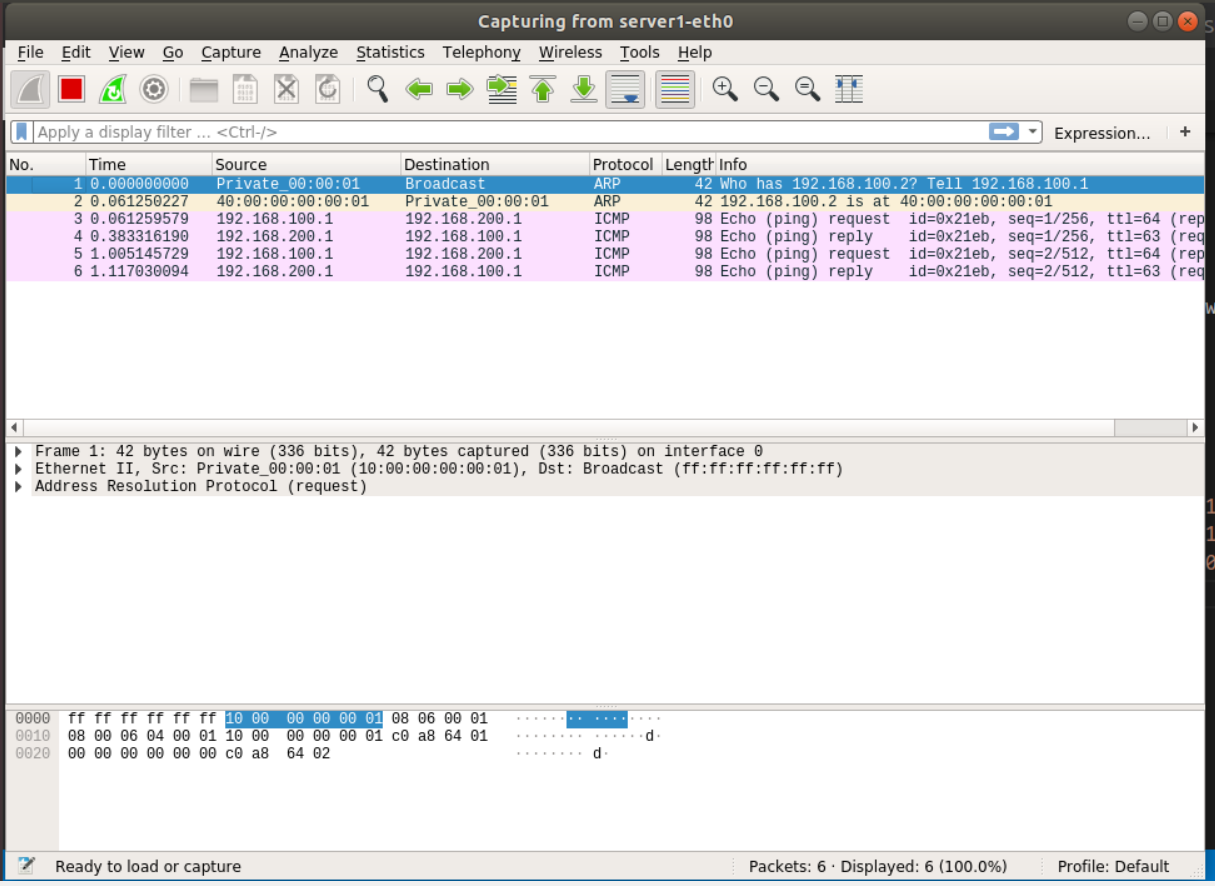 Capturing from server1-eth0
File Edit View Go Capture Analyze Statistics Telephony Wireless Tools Help
Apply a display filter ... <Ctrl-/> Expression... +
No. Time Source Destination Protocol Length Info
1 0.000000000 Private_00:00:01 Broadcast ARP 42 Who has 192.168.100.2? Tell 192.168.100.1
2 0.061250227 40:00:00:00:00:01 Private_00:00:01 ARP 42 192.168.100.2 is at 40:00:00:00:00:01
3 0.061259579 192.168.100.1 192.168.200.1 ICMP 98 Echo (ping) request id=0x21eb, seq=1/256, ttl=64 (rep
4 0.383316190 192.168.200.1 192.168.100.1 ICMP 98 Echo (ping) reply id=0x21eb, seq=1/256, ttl=63 (req
5 1.005145729 192.168.100.1 192.168.200.1 ICMP 98 Echo (ping) request id=0x21eb, seq=2/512, ttl=64 (rep
6 1.117030094 192.168.200.1 192.168.100.1 ICMP 98 Echo (ping) reply id=0x21eb, seq=2/512, ttl=63 (req
Frame 1: 42 bytes on wire (336 bits), 42 bytes captured (336 bits) on interface 0
Ethernet II, Src: Private_00:00:01 (10:00:00:00:00:01), Dst: Broadcast (ff:ff:ff:ff:ff:ff)
Address Resolution Protocol (request)
0000 ff ff ff ff ff ff 10 00 00 00 00 01 08 06 00 01 ········ ········
0010 08 00 06 04 00 01 10 00 00 00 00 01 c0 a8 64 01 ········ ······d·
0020 00 00 00 00 00 00 c0 a8 64 02 ········ d·
Ready to load or capture Packets: 6 · Displayed: 6 (100.0%) Profile: Default